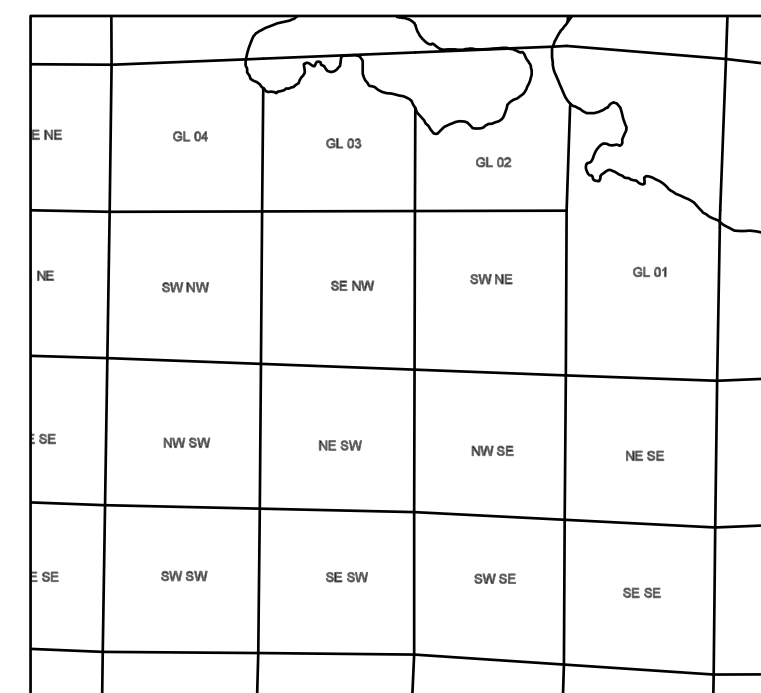 E NE
GL 04
GL 03
GL 02
NE
SW NW
SE NW
SW NE
GL 01
E SE
NW SW
NE SW
NW SE
NE SE
E SE
SW SW
SE SW
SW SE
SE SE